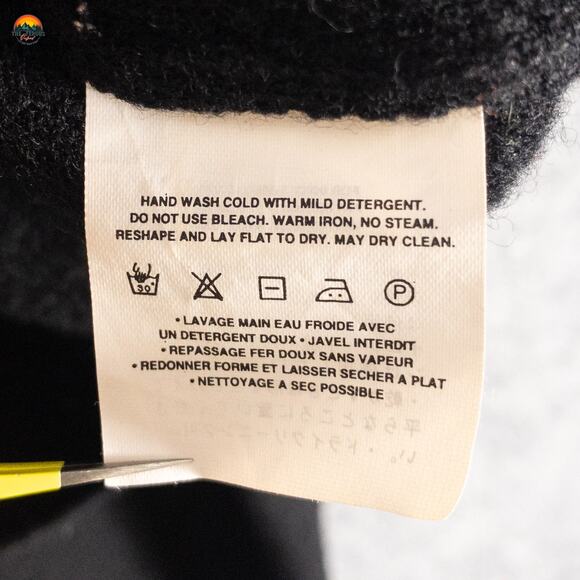 HAND WASH COLD WITH MILD DETERGENT.
DO NOT USE BLEACH. WARM IRON, NO STEAM.
RESHAPE AND LAY FLAT TO DRY. MAY DRY CLEAN.
30 P
• LAVAGE MAIN EAU FROIDE AVEC
UN DETERGENT DOUX • JAVEL INTERDIT
• REPASSAGE FER DOUX SANS VAPEUR
• REDONNER FORME ET LAISSER SECHER A PLAT
• NETTOYAGE A SEC POSSIBLE